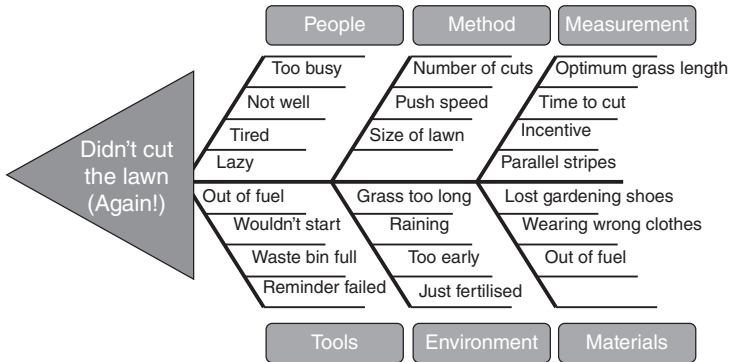 People Method Measurement
Too busy Number of cuts Optimum grass length
Not well Push speed Time to cut
Tired Size of lawn Incentive
Lazy Parallel stripes
Didn't cut
the lawn
(Again!)
Out of fuel Grass too long Lost gardening shoes
Wouldn't start Raining Wearing wrong clothes
Waste bin full Too early Out of fuel
Reminder failed Just fertilised
Tools Environment Materials